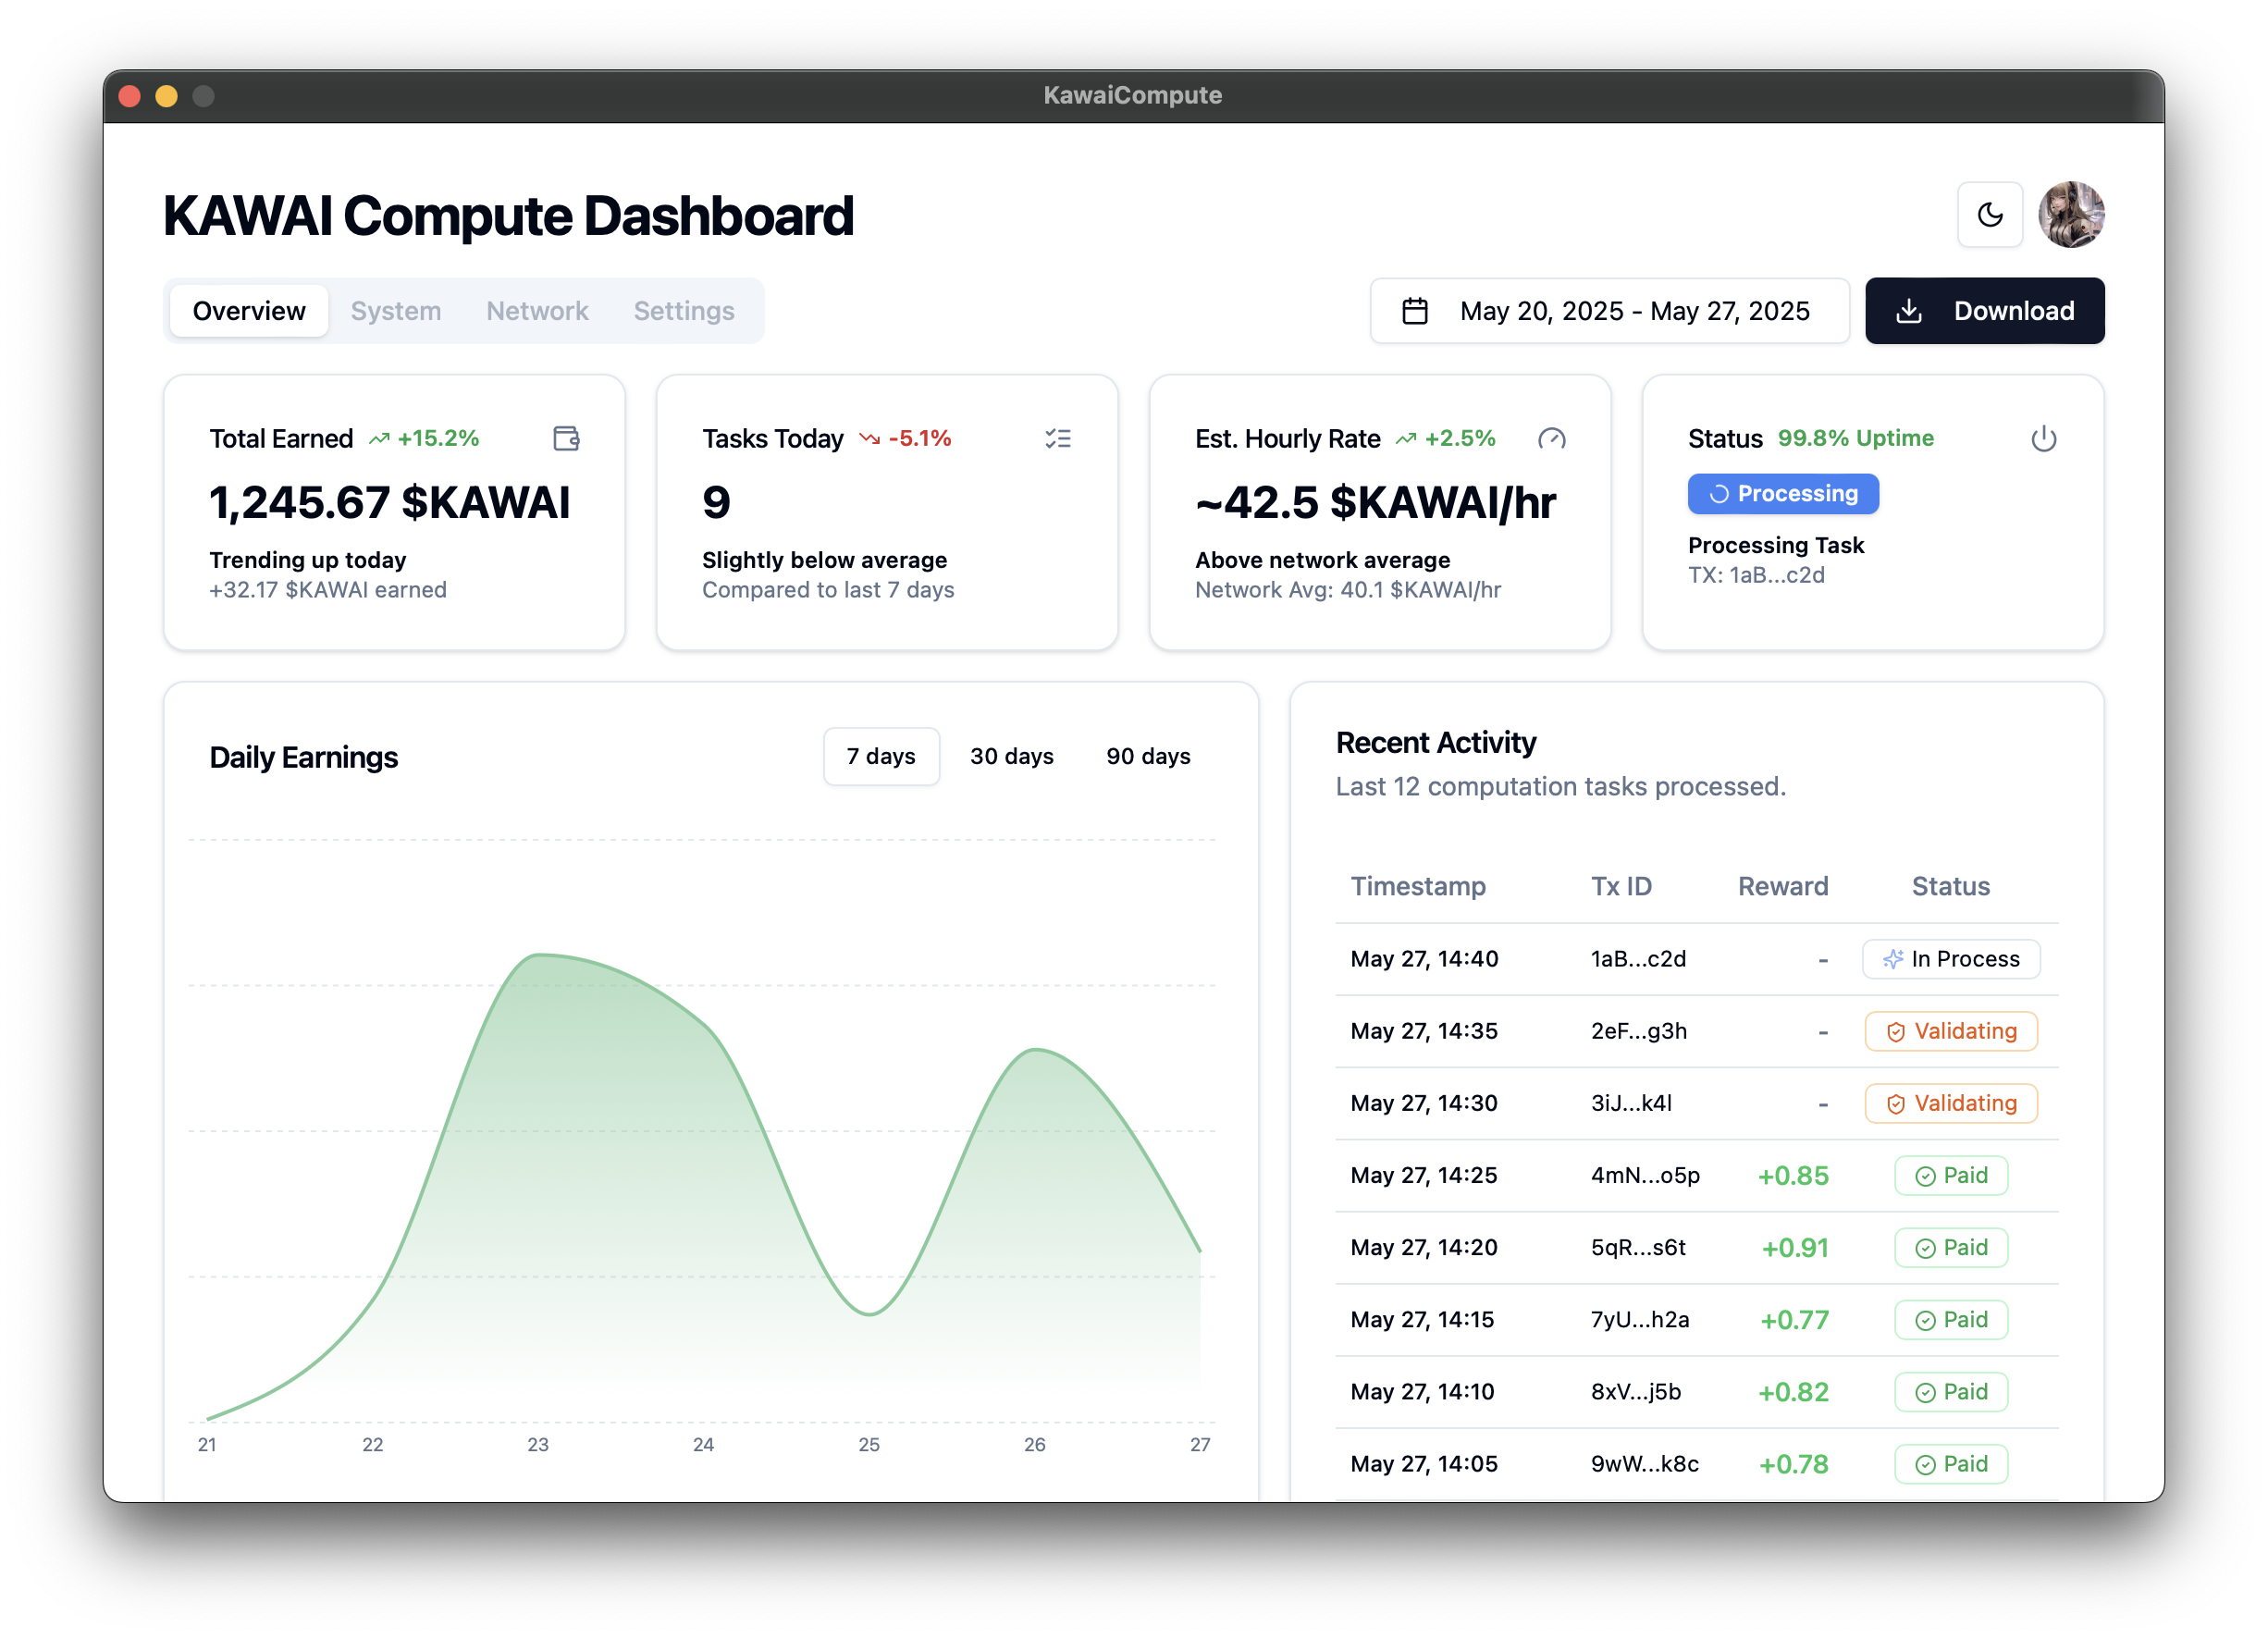 KawaiCompute
KAWAI Compute Dashboard
Overview System Network Settings
May 20, 2025 - May 27, 2025 Download
Total Earned +15.2%
1,245.67 $KAWAI
Trending up today
+32.17 $KAWAI earned
Tasks Today -5.1%
9
Slightly below average
Compared to last 7 days
Est. Hourly Rate +2.5%
~42.5 $KAWAI/hr
Above network average
Network Avg: 40.1 $KAWAI/hr
Status 99.8% Uptime
Processing
Processing Task
TX: 1aB...c2d
Daily Earnings 7 days 30 days 90 days
21 22 23 24 25 26 27
Recent Activity
Last 12 computation tasks processed.
Timestamp Tx ID Reward Status
May 27, 14:40 1aB...c2d - In Process
May 27, 14:35 2eF...g3h - Validating
May 27, 14:30 3iJ...k4l - Validating
May 27, 14:25 4mN...o5p +0.85 Paid
May 27, 14:20 5qR...s6t +0.91 Paid
May 27, 14:15 7yU...h2a +0.77 Paid
May 27, 14:10 8xV...j5b +0.82 Paid
May 27, 14:05 9wW...k8c +0.78 Paid